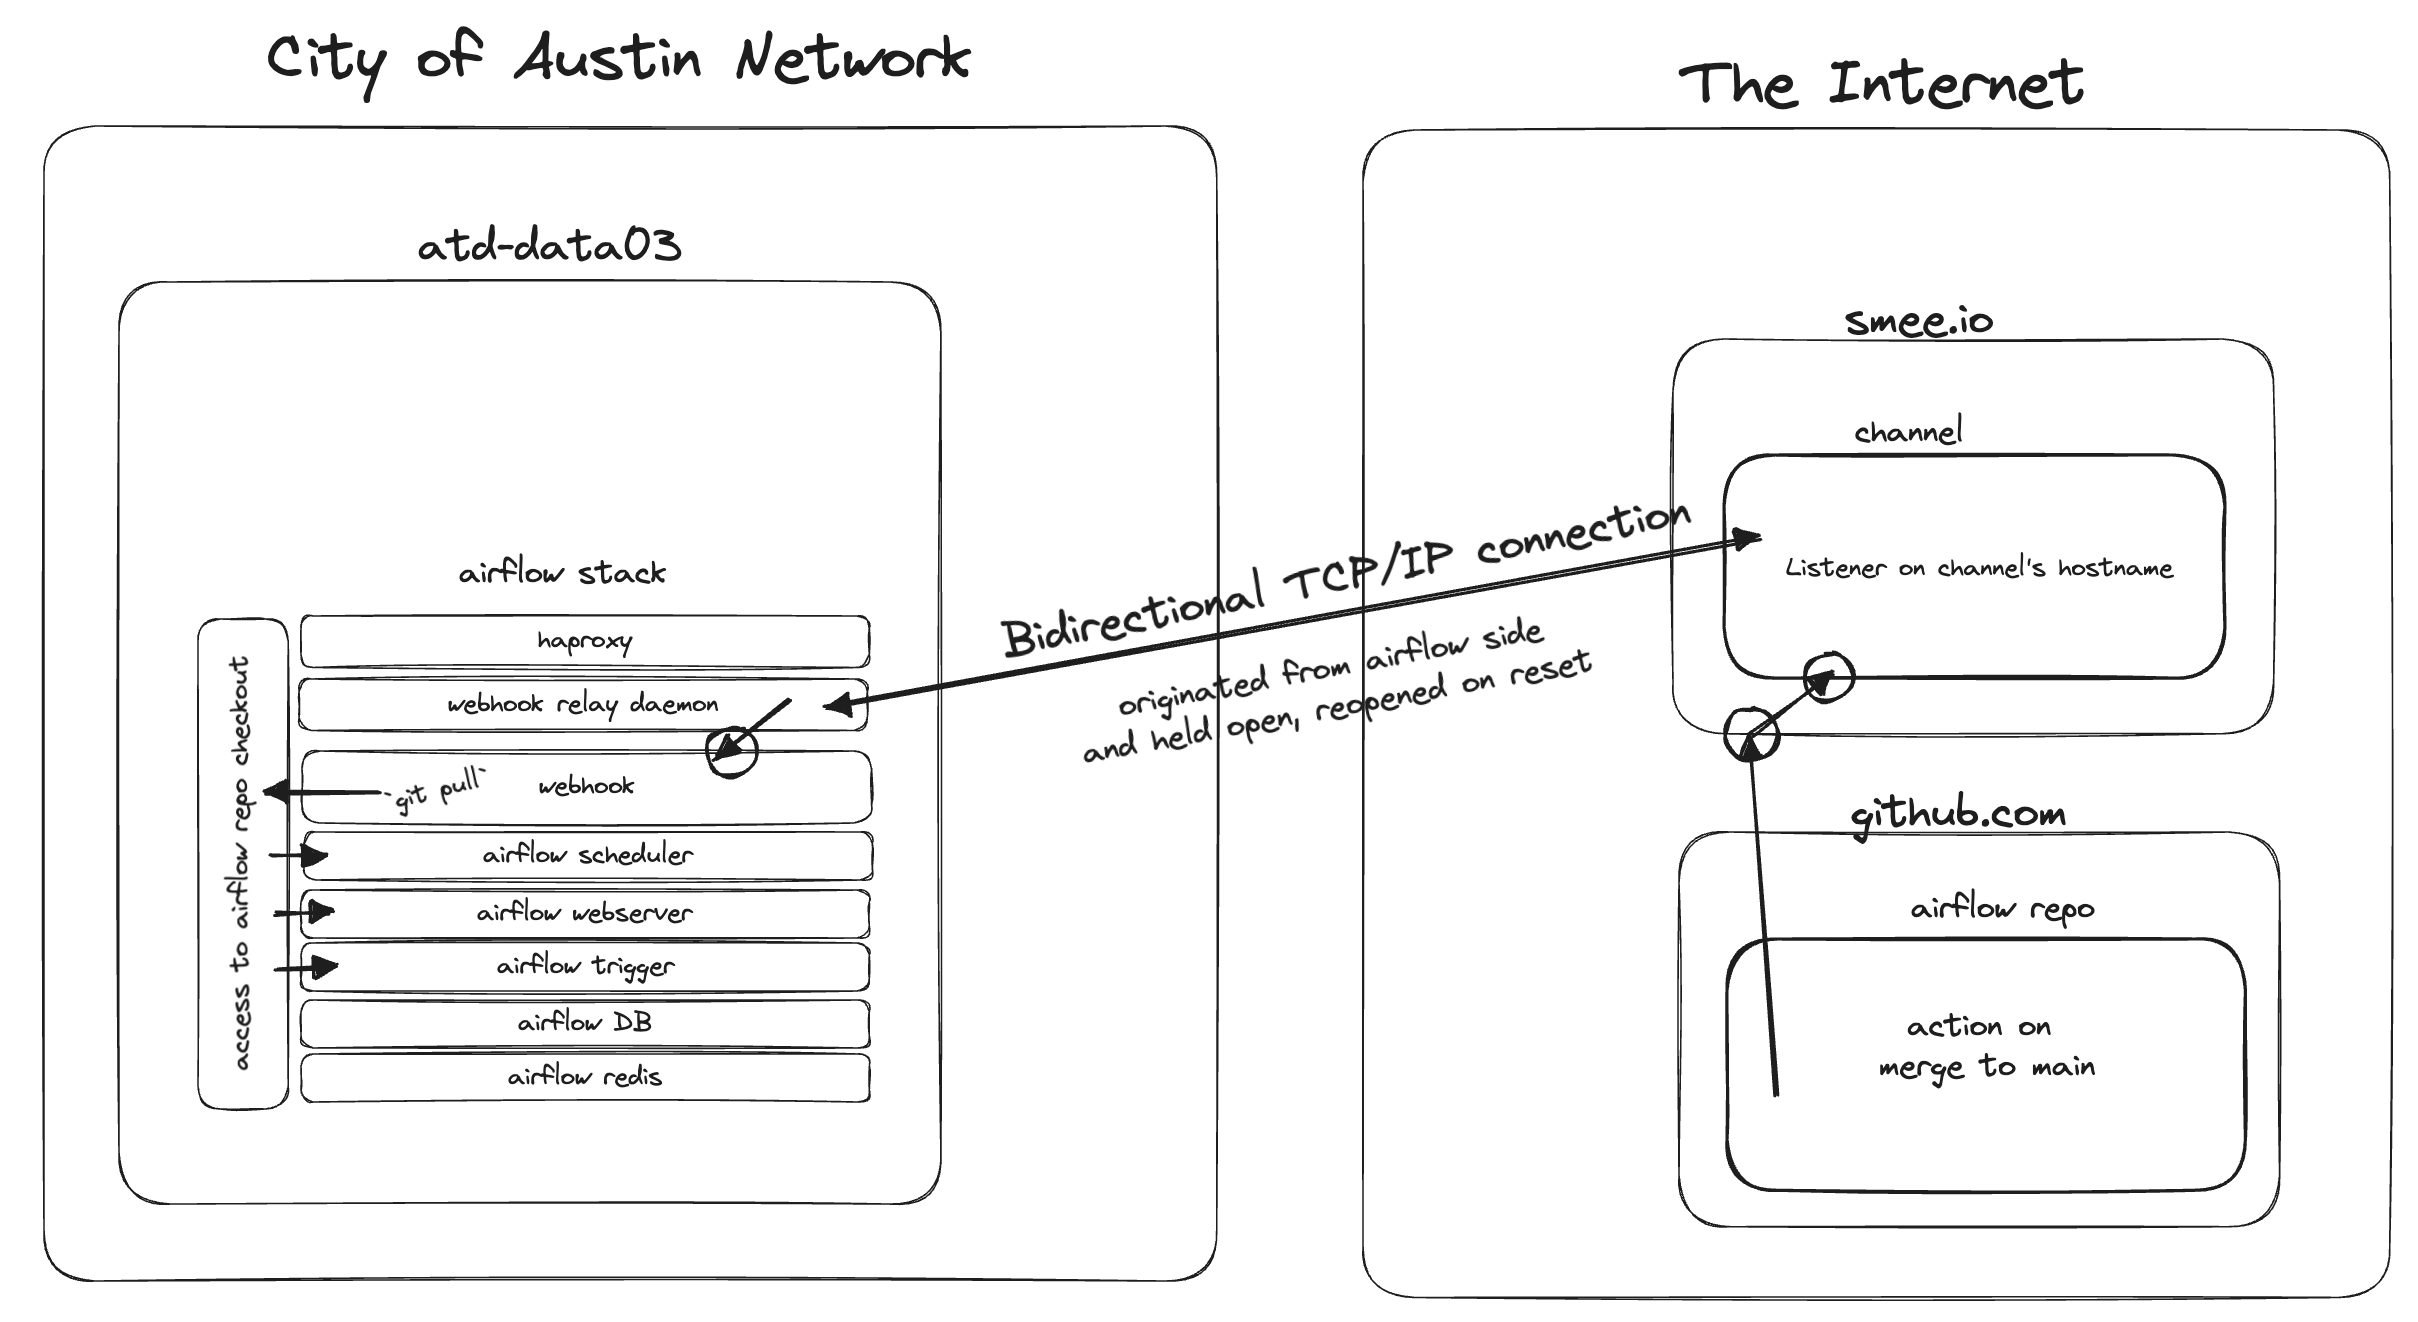 City of Austin Network
The Internet
atd-data03
smee.io
channel
Listener on channel's hostname
Bidirectional TCP/IP connection
originated from airflow side
and held open, reopened on reset
airflow stack
access to airflow repo checkout
haproxy
webhook relay daemon
`git pull`
webhook
airflow scheduler
airflow webserver
airflow trigger
airflow DB
airflow redis
github.com
airflow repo
action on
merge to main